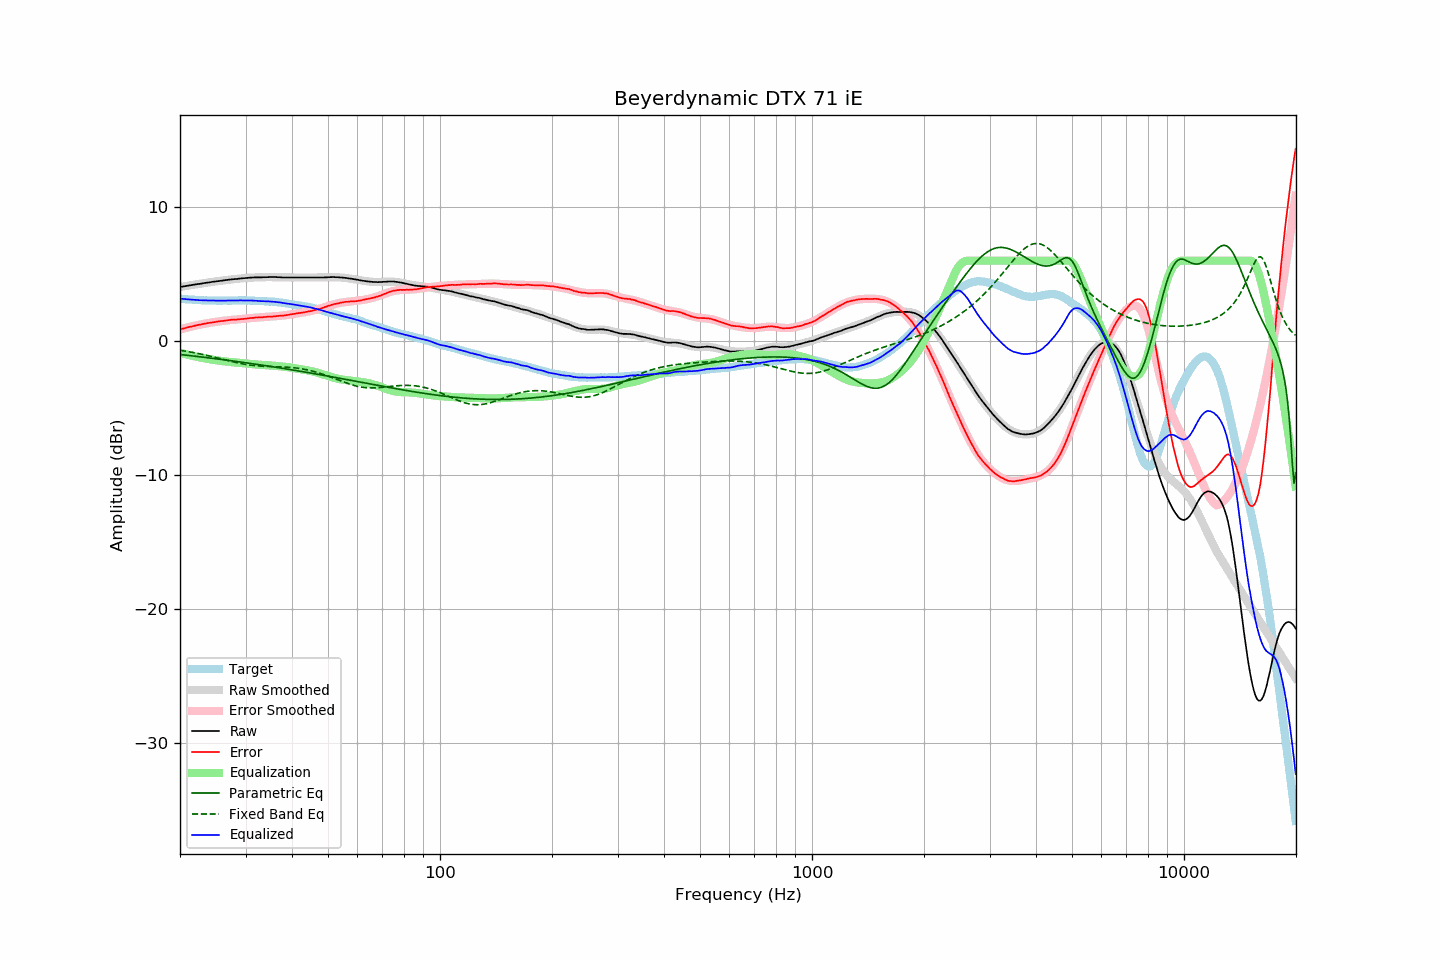 Beyerdynamic DTX 71 iE
Amplitude (dBr)
10
0
−10
−20
−30
Target
Raw Smoothed
Error Smoothed
Raw
Error
Equalization
Parametric Eq
Fixed Band Eq
Equalized
100
1000
10000
Frequency (Hz)